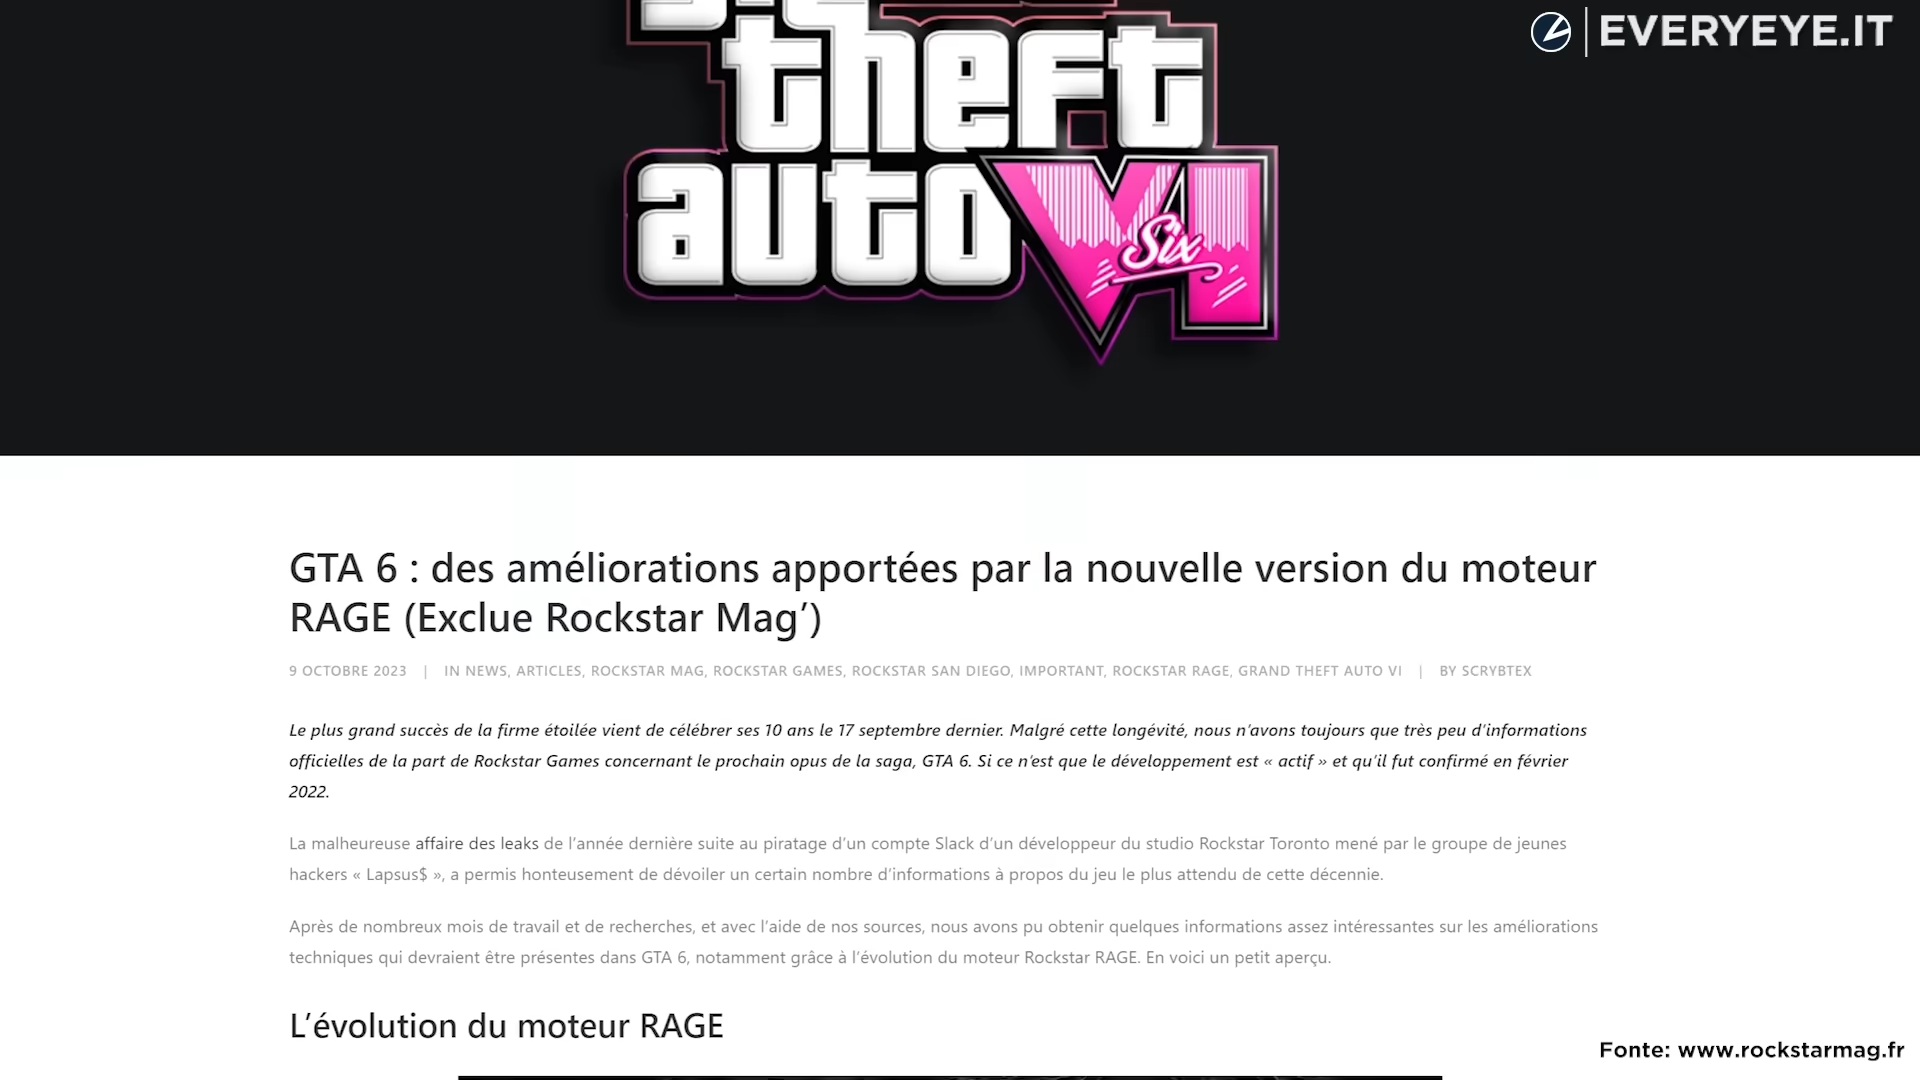 EVERYEYE.IT
theft
auto VI
Six
GTA 6 : des améliorations apportées par la nouvelle version du moteur
RAGE (Exclue Rockstar Mag’)
9 OCTOBRE 2023 | IN NEWS, ARTICLES, ROCKSTAR MAG, ROCKSTAR GAMES, ROCKSTAR SAN DIEGO, IMPORTANT, ROCKSTAR RAGE, GRAND THEFT AUTO VI | BY SCRYBTEX
Le plus grand succès de la firme étoilée vient de célébrer ses 10 ans le 17 septembre dernier. Malgré cette longévité, nous n’avons toujours que très peu d’informations
officielles de la part de Rockstar Games concernant le prochain opus de la saga, GTA 6. Si ce n’est que le développement est « actif » et qu’il fut confirmé en février
2022.
La malheureuse affaire des leaks de l’année dernière suite au piratage d’un compte Slack d’un développeur du studio Rockstar Toronto mené par le groupe de jeunes
hackers « Lapsus$ », a permis honteusement de dévoiler un certain nombre d’informations à propos du jeu le plus attendu de cette décennie.
Après de nombreux mois de travail et de recherches, et avec l’aide de nos sources, nous avons pu obtenir quelques informations assez intéressantes sur les améliorations
techniques qui devraient être présentes dans GTA 6, notamment grâce à l’évolution du moteur Rockstar RAGE. En voici un petit aperçu.
L’évolution du moteur RAGE
Fonte: www.rockstarmag.fr